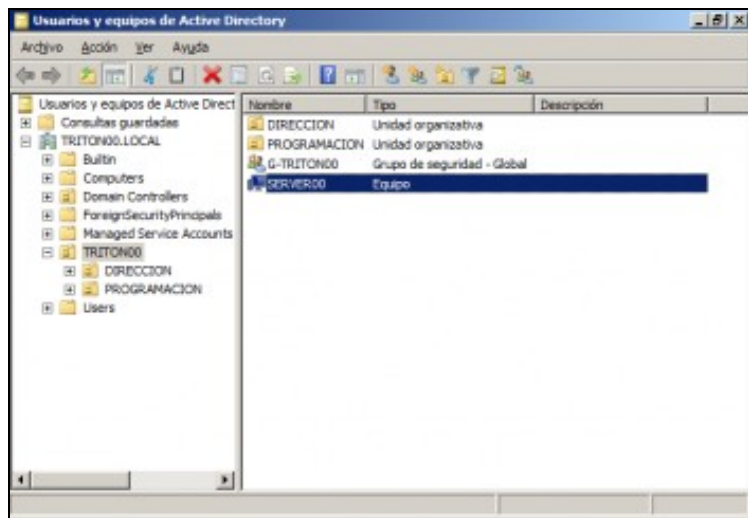 Usuarios y equipos de Active Directory
Archivo Acción Ver Ayuda
Usuarios y equipos de Active Direct
Consultas guardadas
TRITON00.LOCAL
Builtin
Computers
Domain Controllers
ForeignSecurityPrincipals
Managed Service Accounts
TRITON00
DIRECCION
PROGRAMACION
Users
Nombre Tipo Descripción
DIRECCION Unidad organizativa
PROGRAMACION Unidad organizativa
G-TRITON00 Grupo de seguridad - Global
SERVER00 Equipo